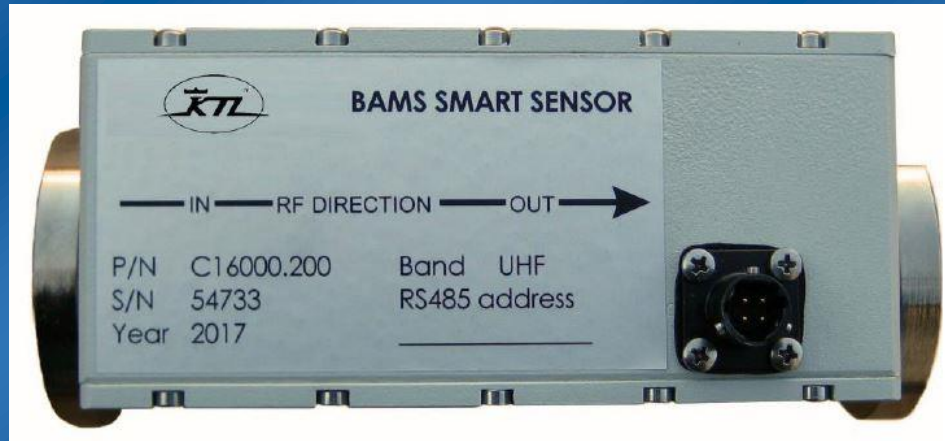 KTL
BAMS SMART SENSOR
IN RF DIRECTION OUT
P/N C16000.200 Band UHF
S/N 54733 RS485 address
Year 2017